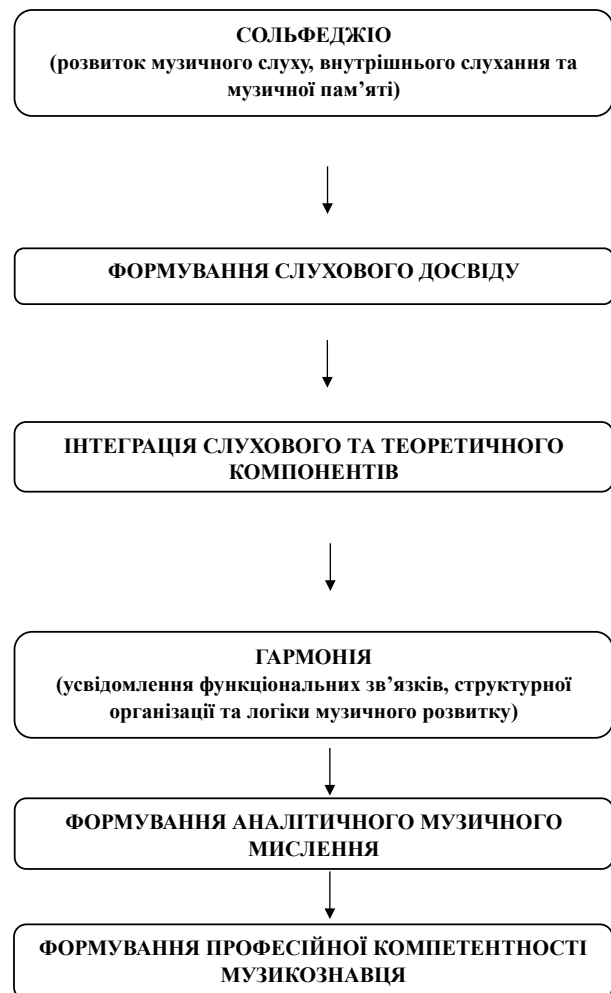 СОЛЬФЕДЖІО
(розвиток музичного слуху, внутрішнього слухання та
музичної пам’яті)
ФОРМУВАННЯ СЛУХОВОГО ДОСВІДУ
ІНТЕГРАЦІЯ СЛУХОВОГО ТА ТЕОРЕТИЧНОГО
КОМПОНЕНТІВ
ГАРМОНІЯ
(усвідомлення функціональних зв’язків, структурної
організації та логіки музичного розвитку)
ФОРМУВАННЯ АНАЛІТИЧНОГО МУЗИЧНОГО
МИСЛЕННЯ
ФОРМУВАННЯ ПРОФЕСІЙНОЇ КОМПЕТЕНТНОСТІ
МУЗИКОЗНАВЦЯ